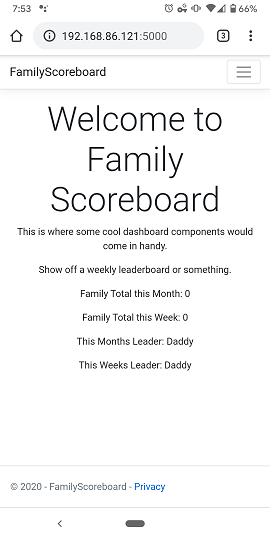 7:53
66%
192.168.86.121:5000
3
FamilyScoreboard
Welcome to
Family
Scoreboard
This is where some cool dashboard components would
come in handy.
Show off a weekly leaderboard or something.
Family Total this Month: 0
Family Total this Week: 0
This Months Leader: Daddy
This Weeks Leader: Daddy
© 2020 - FamilyScoreboard - Privacy